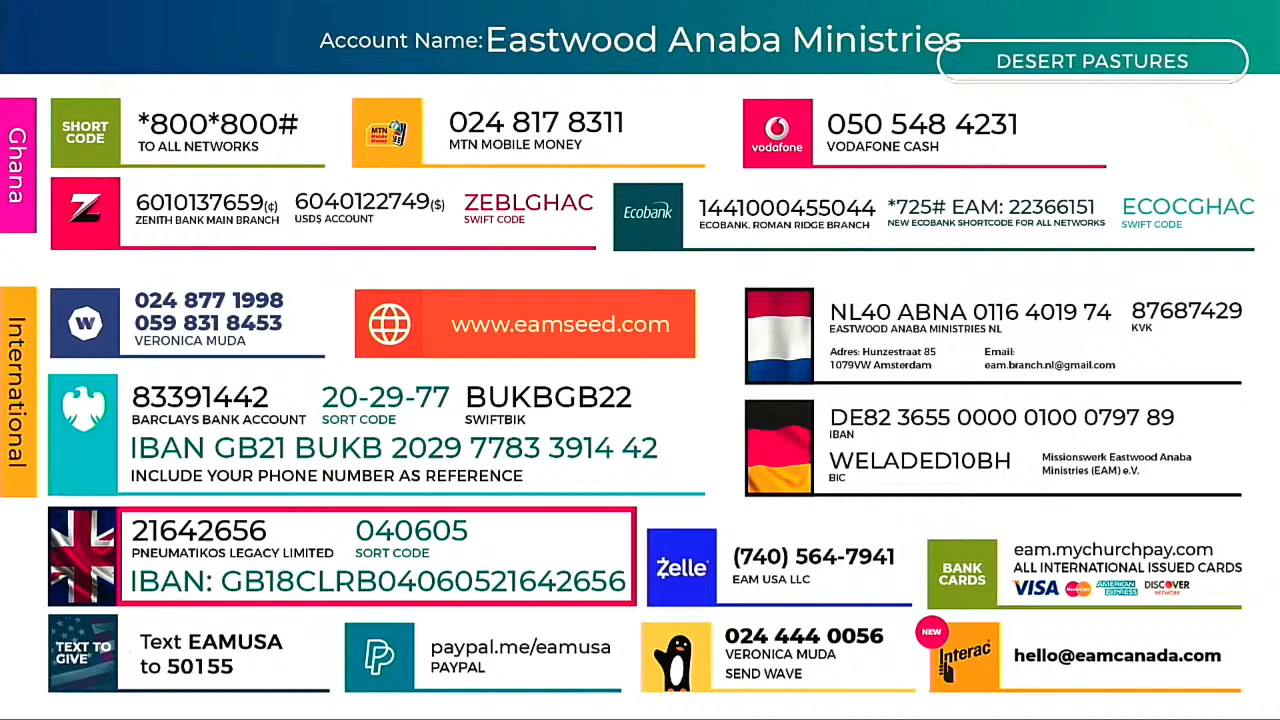 Account Name: Eastwood Anaba Ministries
DESERT PASTURES
Ghana
SHORT CODE
*800*800#
TO ALL NETWORKS
MTN Mobile Money
024 817 8311
MTN MOBILE MONEY
vodafone
050 548 4231
VODAFONE CASH
6010137659(¢)
ZENITH BANK MAIN BRANCH
6040122749($)
USD$ ACCOUNT
ZEBLGHAC
SWIFT CODE
Ecobank
1441000455044
ECOBANK. ROMAN RIDGE BRANCH
*725# EAM: 22366151
NEW ECOBANK SHORTCODE FOR ALL NETWORKS
ECOCGHAC
SWIFT CODE
International
W
024 877 1998
059 831 8453
VERONICA MUDA
www.eamseed.com
NL40 ABNA 0116 4019 74
EASTWOOD ANABA MINISTRIES NL
87687429
KVK
Adres: Hunzestraat 85
1079VW Amsterdam
Email:
eam.branch.nl@gmail.com
83391442
BARCLAYS BANK ACCOUNT
20-29-77
SORT CODE
BUKBGB22
SWIFTBIK
IBAN GB21 BUKB 2029 7783 3914 42
INCLUDE YOUR PHONE NUMBER AS REFERENCE
DE82 3655 0000 0100 0797 89
IBAN
WELADED10BH
BIC
Missionswerk Eastwood Anaba
Ministries (EAM) e.V.
21642656
PNEUMATIKOS LEGACY LIMITED
040605
SORT CODE
IBAN: GB18CLRB04060521642656
Zelle
(740) 564-7941
EAM USA LLC
BANK CARDS
eam.mychurchpay.com
ALL INTERNATIONAL ISSUED CARDS
VISA MasterCard AMERICAN EXPRESS DISCOVER NETWORK
TEXT TO GIVE
Text EAMUSA
to 50155
paypal.me/eamusa
PAYPAL
024 444 0056
VERONICA MUDA
SEND WAVE
NEW
Interac
hello@eamcanada.com